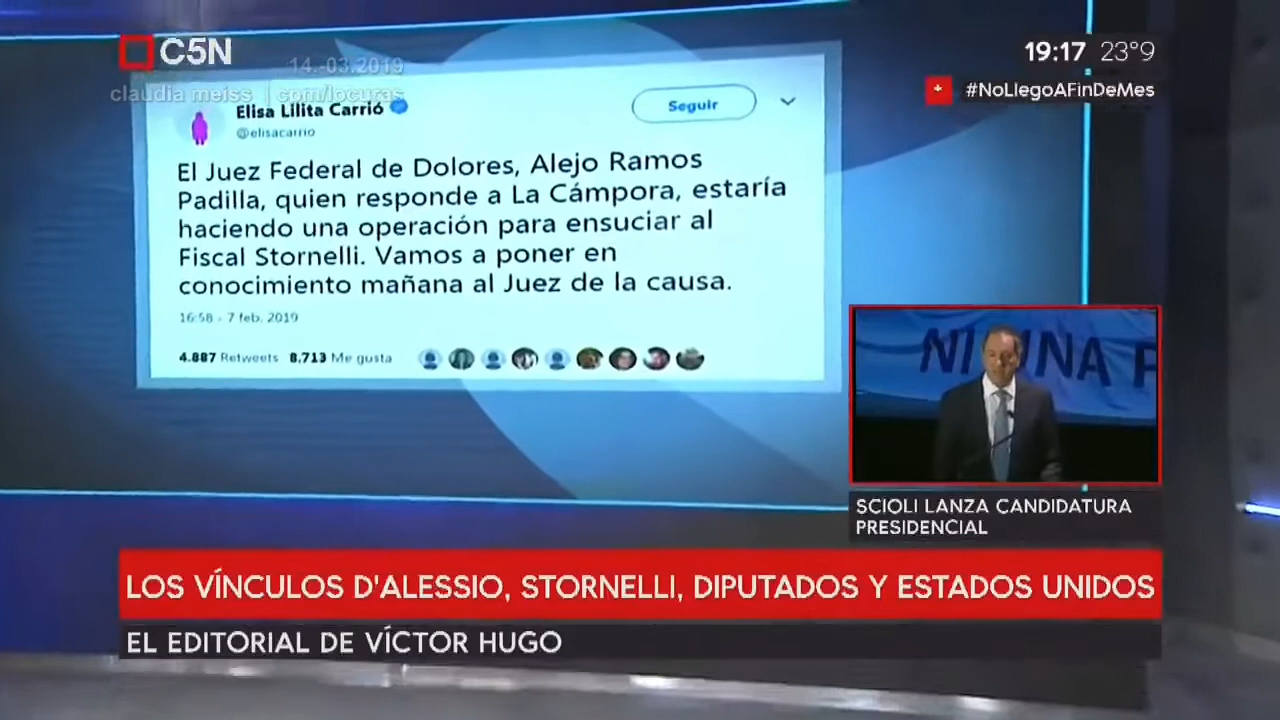 C5N
14.-03.2019
claudia meiss
com/locuras
19:17 23°9
#NoLlegoAFinDeMes
Elisa Lilita Carrió
@elisacarrio
Seguir
El Juez Federal de Dolores, Alejo Ramos
Padilla, quien responde a La Cámpora, estaría
haciendo una operación para ensuciar al
Fiscal Stornelli. Vamos a poner en
conocimiento mañana al Juez de la causa.
16:58 - 7 feb. 2019
4.887 Retweets 8.713 Me gusta
NI UNA P
SCIOLI LANZA CANDIDATURA
PRESIDENCIAL
LOS VÍNCULOS D'ALESSIO, STORNELLI, DIPUTADOS Y ESTADOS UNIDOS
EL EDITORIAL DE VÍCTOR HUGO